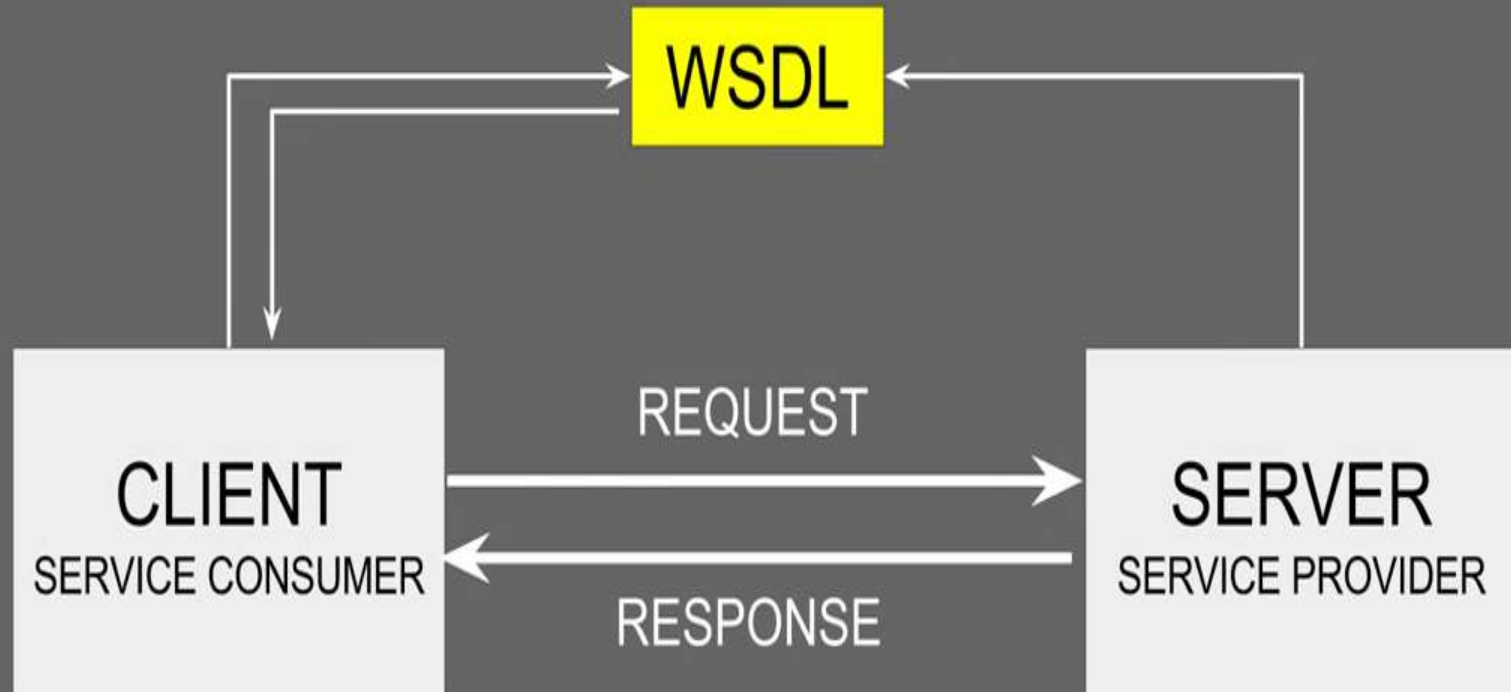 WSDL
REQUEST
CLIENT
SERVICE CONSUMER
SERVER
SERVICE PROVIDER
RESPONSE